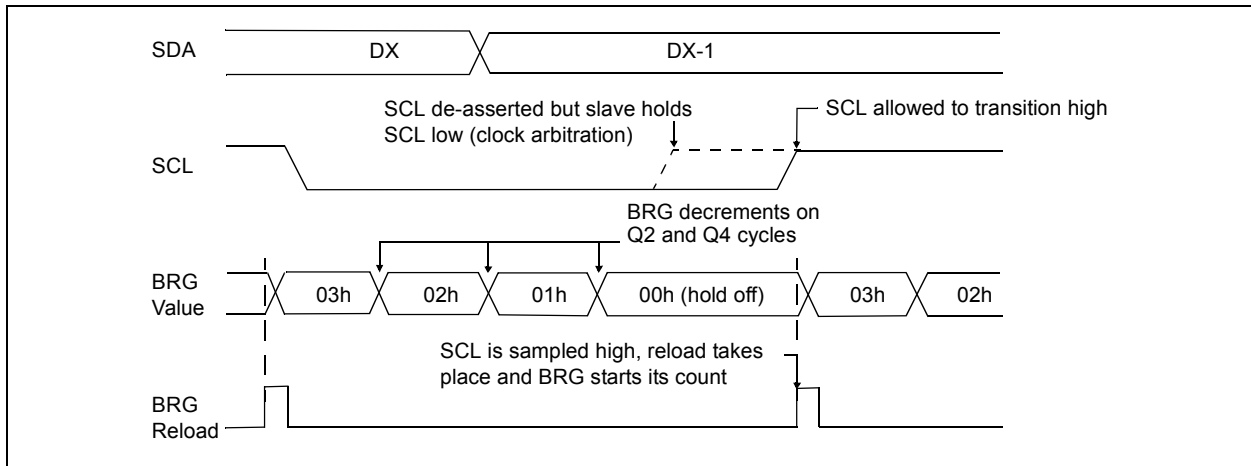 SDA
DX
DX-1
SCL de-asserted but slave holds
SCL low (clock arbitration)
SCL allowed to transition high
SCL
BRG decrements on
Q2 and Q4 cycles
BRG
Value
03h
02h
01h
00h (hold off)
03h
02h
SCL is sampled high, reload takes
place and BRG starts its count
BRG
Reload